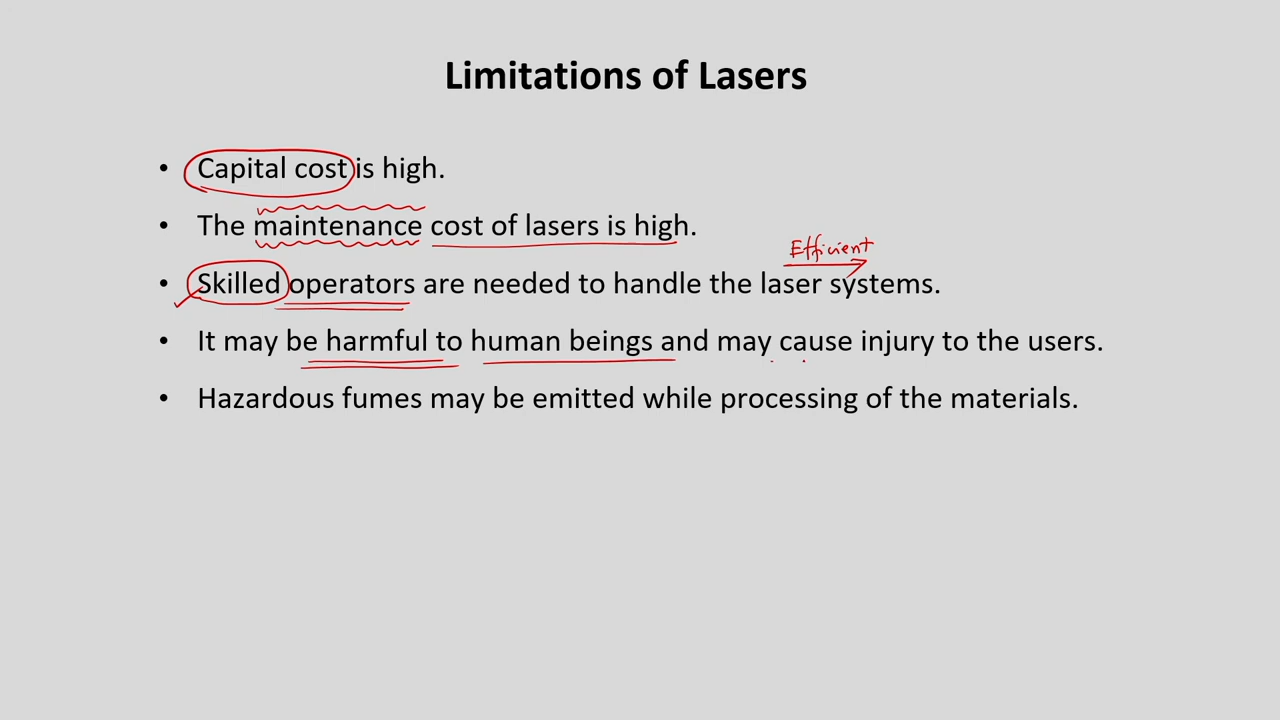 Limitations of Lasers
• Capital cost is high.
• The maintenance cost of lasers is high.
Efficient
• Skilled operators are needed to handle the laser systems.
• It may be harmful to human beings and may cause injury to the users.
• Hazardous fumes may be emitted while processing of the materials.